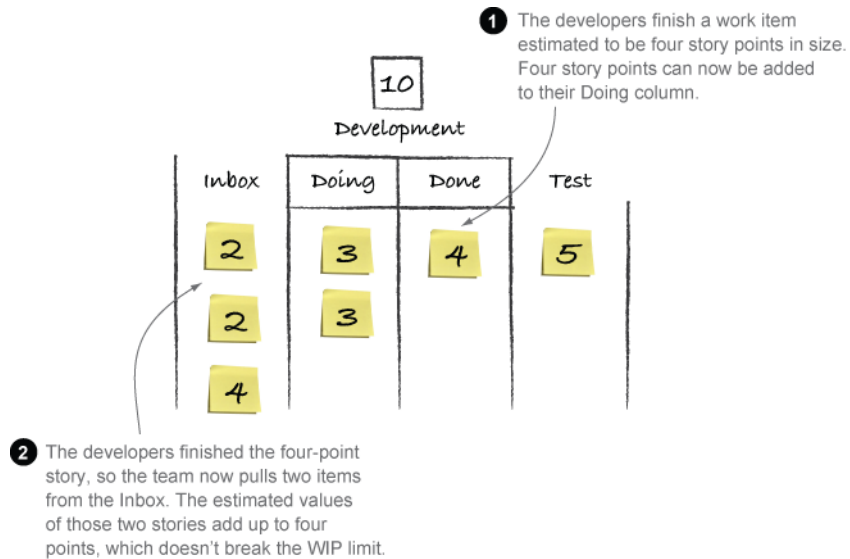 1 The developers finish a work item
estimated to be four story points in size.
Four story points can now be added
to their Doing column.
10
Development
Inbox Doing Done Test
2 3 4 5
2 3
4
2 The developers finished the four-point
story, so the team now pulls two items
from the Inbox. The estimated values
of those two stories add up to four
points, which doesn't break the WIP limit.